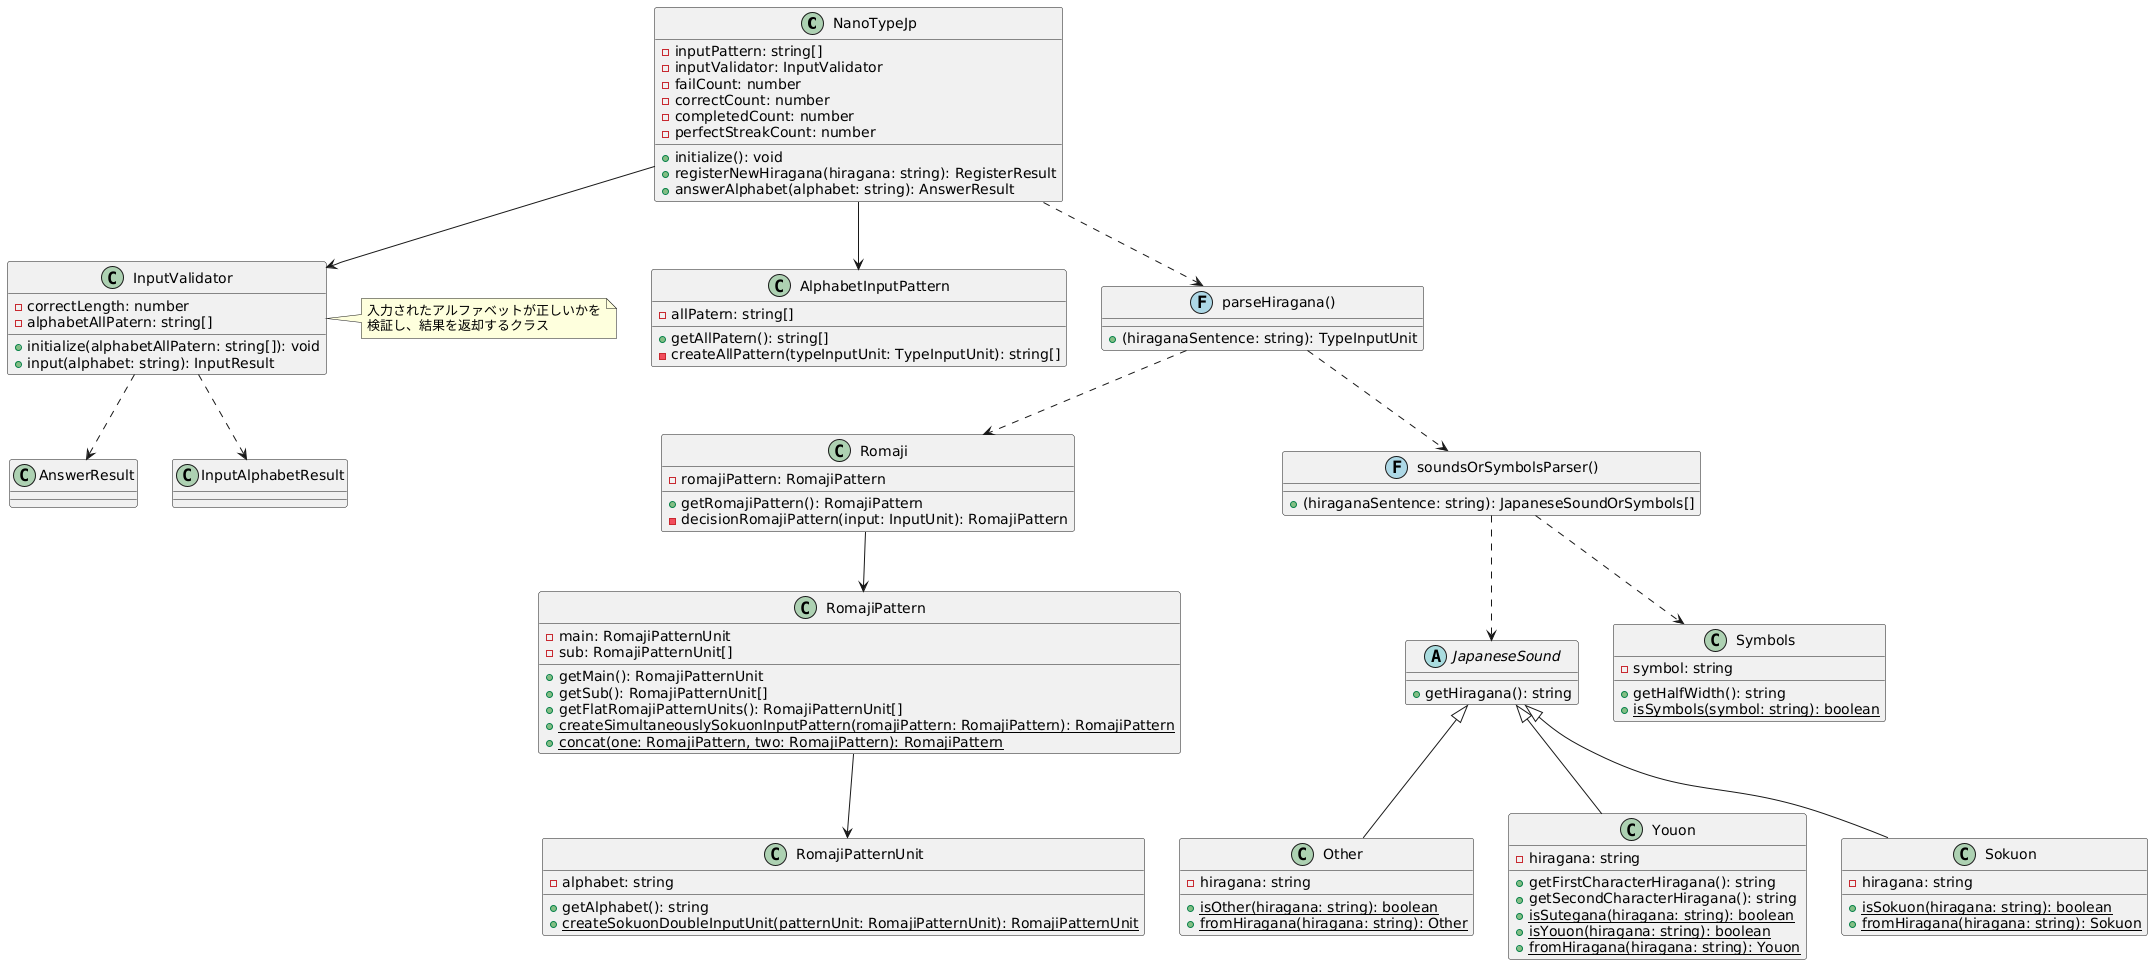 C NanoTypeJp
inputPattern: string[]
inputValidator: InputValidator
failCount: number
correctCount: number
completedCount: number
perfectStreakCount: number
initialize(): void
registerNewHiragana(hiragana: string): RegisterResult
answerAlphabet(alphabet: string): AnswerResult
C InputValidator
correctLength: number
alphabetAllPatern: string[]
initialize(alphabetAllPatern: string[]): void
input(alphabet: string): InputResult
入力されたアルファベットが正しいかを
検証し、結果を返却するクラス
C AlphabetInputPattern
allPatern: string[]
getAllPatern(): string[]
createAllPattern(typeInputUnit: TypeInputUnit): string[]
F parseHiragana()
(hiraganaSentence: string): TypeInputUnit
C AnswerResult
C InputAlphabetResult
C Romaji
romajiPattern: RomajiPattern
getRomajiPattern(): RomajiPattern
decisionRomajiPattern(input: InputUnit): RomajiPattern
F soundsOrSymbolsParser()
(hiraganaSentence: string): JapaneseSoundOrSymbols[]
C RomajiPattern
main: RomajiPatternUnit
sub: RomajiPatternUnit[]
getMain(): RomajiPatternUnit
getSub(): RomajiPatternUnit[]
getFlatRomajiPatternUnits(): RomajiPatternUnit[]
createSimultaneouslySokuonInputPattern(romajiPattern: RomajiPattern): RomajiPattern
concat(one: RomajiPattern, two: RomajiPattern): RomajiPattern
A JapaneseSound
getHiragana(): string
C Symbols
symbol: string
getHalfWidth(): string
isSymbols(symbol: string): boolean
C RomajiPatternUnit
alphabet: string
getAlphabet(): string
createSokuonDoubleInputUnit(patternUnit: RomajiPatternUnit): RomajiPatternUnit
C Other
hiragana: string
isOther(hiragana: string): boolean
fromHiragana(hiragana: string): Other
C Youon
hiragana: string
getFirstCharacterHiragana(): string
getSecondCharacterHiragana(): string
isSutegana(hiragana: string): boolean
isYouon(hiragana: string): boolean
fromHiragana(hiragana: string): Youon
C Sokuon
hiragana: string
isSokuon(hiragana: string): boolean
fromHiragana(hiragana: string): Sokuon